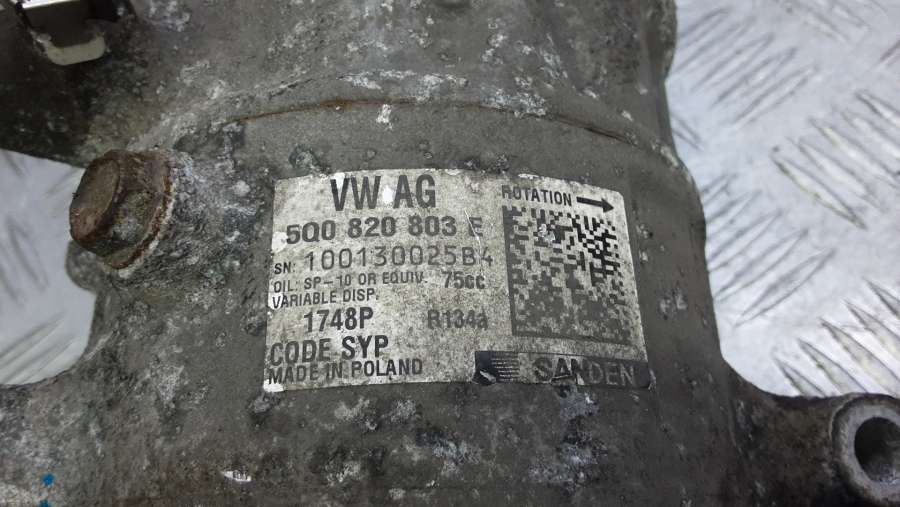 VW AG
ROTATION
5Q0 820 803 E
SN: 100130025B4
OIL: SP-10 OR EQUIV. 75cc
VARIABLE DISP.
1748P R134a
CODE SYP
MADE IN POLAND
SANDEN